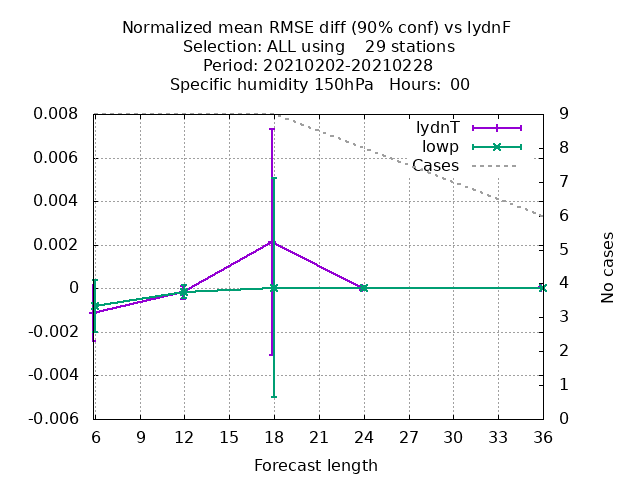 Normalized mean RMSE diff (90% conf) vs lydnF
Selection: ALL using    29 stations
Period: 20210202-20210228
Specific humidity 150hPa   Hours:  00
0.008
0.006
0.004
0.002
0
-0.002
-0.004
-0.006
lydnT
lowp
Cases
9
8
7
6
5
4
3
2
1
0
No cases
6 9 12 15 18 21 24 27 30 33 36
Forecast length